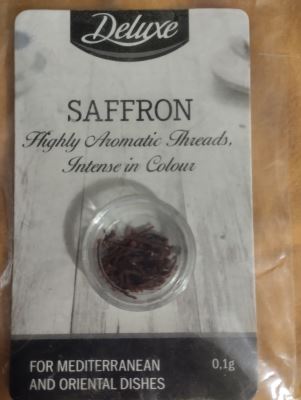 Deluxe
SAFFRON
Highly Aromatic Threads,
Intense in Colour
FOR MEDITERRANEAN 0,1g
AND ORIENTAL DISHES